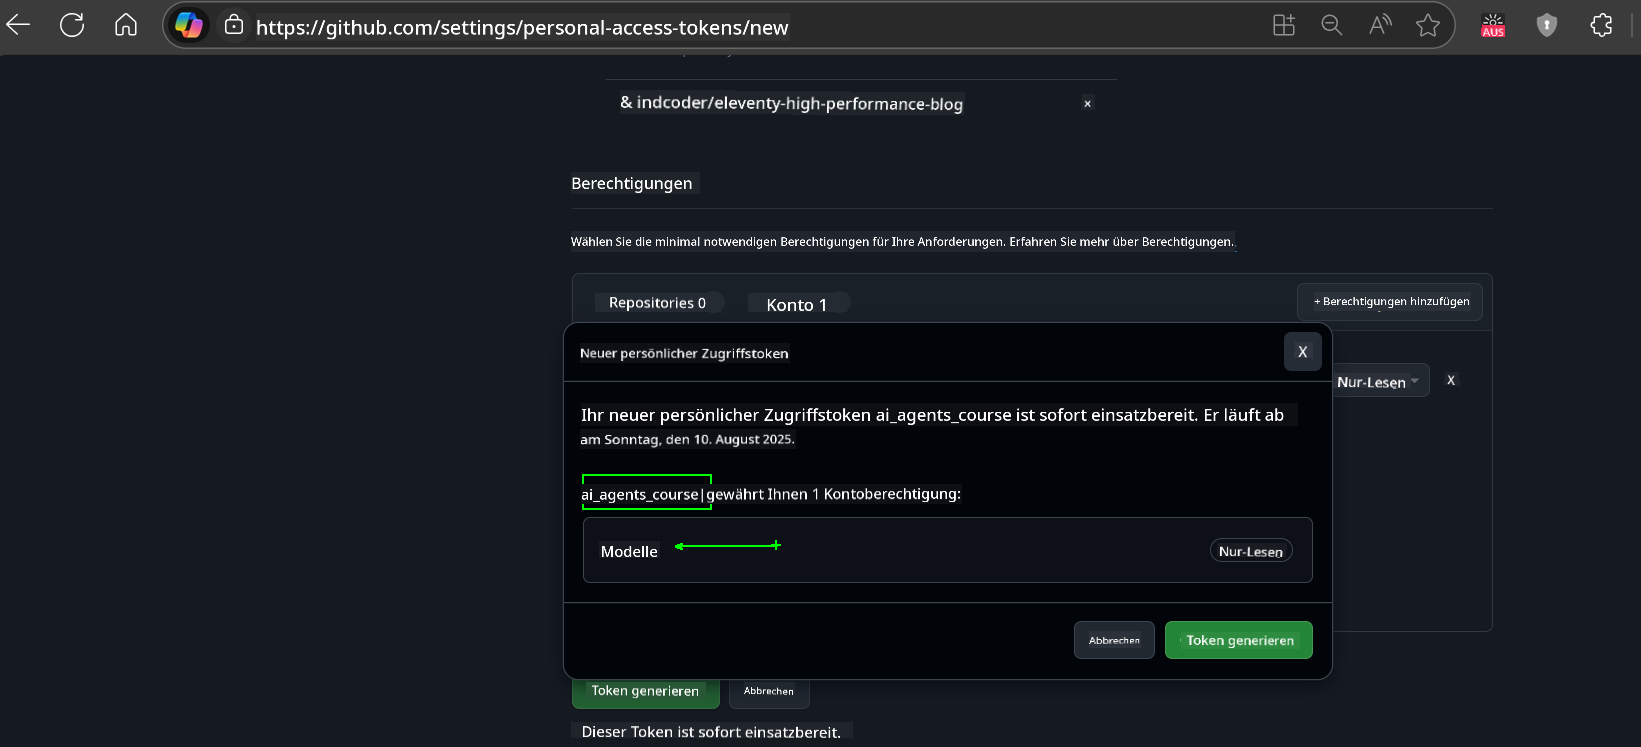 https://github.com/settings/personal-access-tokens/new
AUS
& indcoder/eleventy-high-performance-blog x
Berechtigungen
Wählen Sie die minimal notwendigen Berechtigungen für Ihre Anforderungen. Erfahren Sie mehr über Berechtigungen.
Repositories 0 Konto 1 + Berechtigungen hinzufügen
Neuer persönlicher Zugriffstoken X
Nur-Lesen X
Ihr neuer persönlicher Zugriffstoken ai_agents_course ist sofort einsatzbereit. Er läuft ab
am Sonntag, den 10. August 2025.
ai_agents_course|gewährt Ihnen 1 Kontoberechtigung:
Modelle Nur-Lesen
Abbrechen Token generieren
Token generieren Abbrechen
Dieser Token ist sofort einsatzbereit.